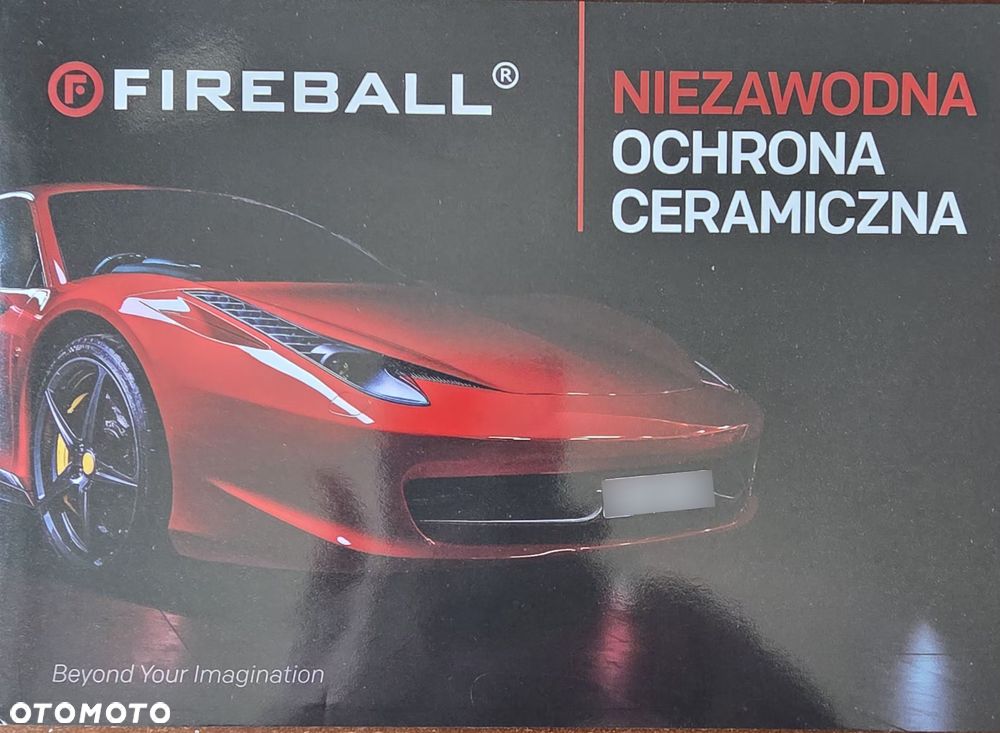 FIREBALL®
NIEZAWODNA
OCHRONA
CERAMICZNA
Beyond Your Imagination
OTOMOTO